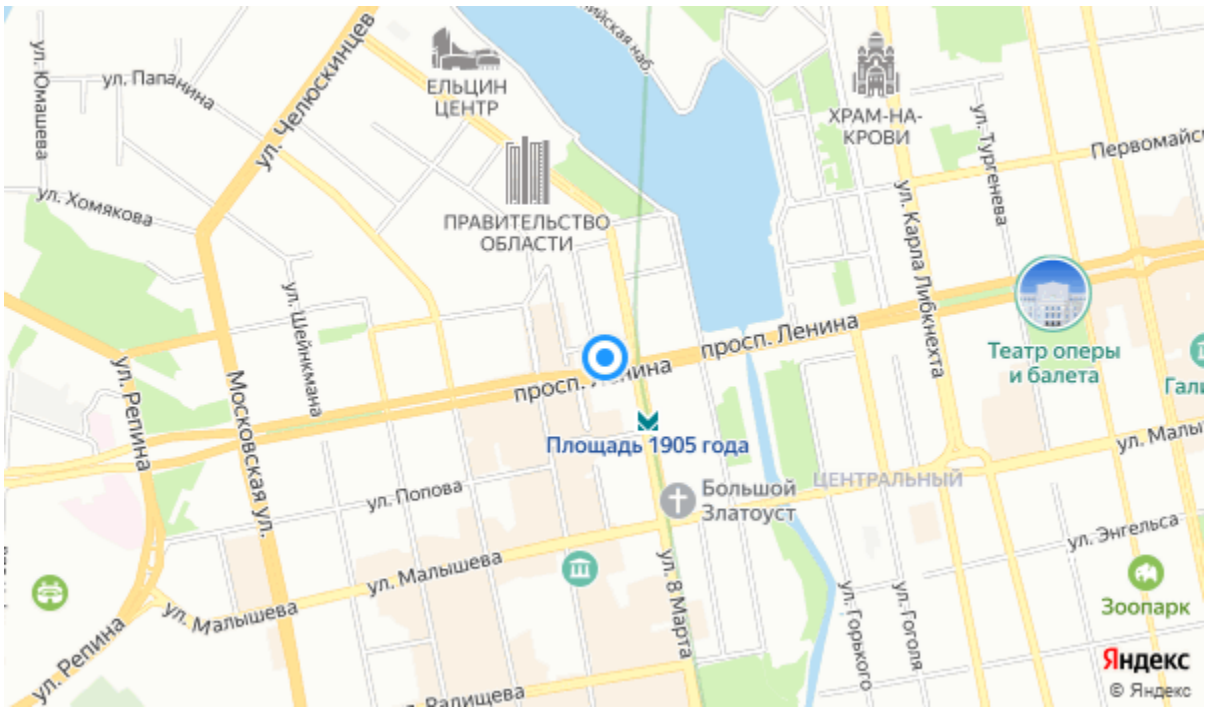 ул. Юмашева
ул. Папанина
ул. Челюскинцев
ЕЛЬЦИН
ЦЕНТР
наб.
ХРАМ-НА-
КРОВИ
ул. Тургенева
Первомайс
ул. Хомякова
ПРАВИТЕЛЬСТВО
ОБЛАСТИ
ул. Карла Либкнехта
ул. Шейнкмана
просп. Ленина
просп. Ленина
Театр оперы
и балета
Гали
ул. Репина
Московская ул.
Площадь 1905 года
ул. Малы
ул. Попова
Большой
Златоуст
ЦЕНТРАЛЬНЫЙ
ул. Энгельса
ул. Малышева
ул. Малышева
ул. 8 Марта
ул. Горького
ул. Гоголя
Зоопарк
ул. Репина
Радищева
Яндекс
© Яндекс